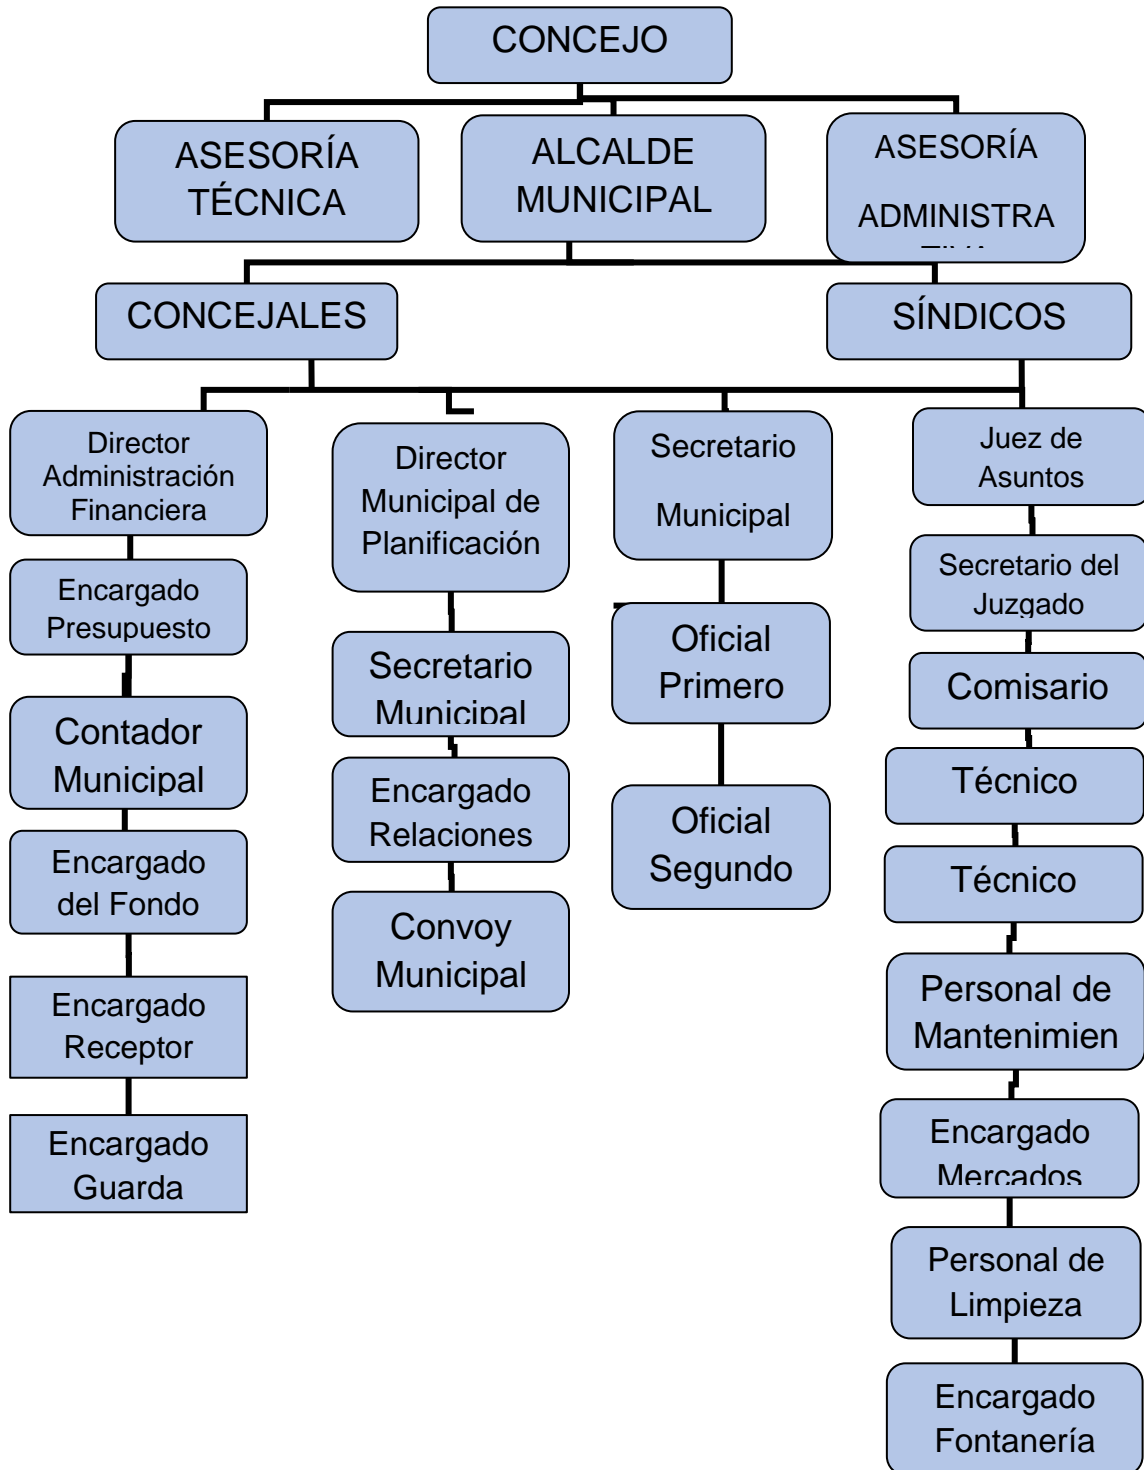 CONCEJO
ASESORÍA
TÉCNICA
ALCALDE
MUNICIPAL
ASESORÍA
ADMINISTRA
CONCEJALES
SÍNDICOS
Director
Administración
Financiera
Encargado
Presupuesto
Contador
Municipal
Encargado
del Fondo
Encargado
Receptor
Encargado
Guarda
Director
Municipal de
Planificación
Secretario
Municipal
Encargado
Relaciones
Convoy
Municipal
Secretario
Municipal
Oficial
Primero
Oficial
Segundo
Juez de
Asuntos
Secretario del
Juzgado
Comisario
Técnico
Técnico
Personal de
Mantenimien
Encargado
Mercados
Personal de
Limpieza
Encargado
Fontanería